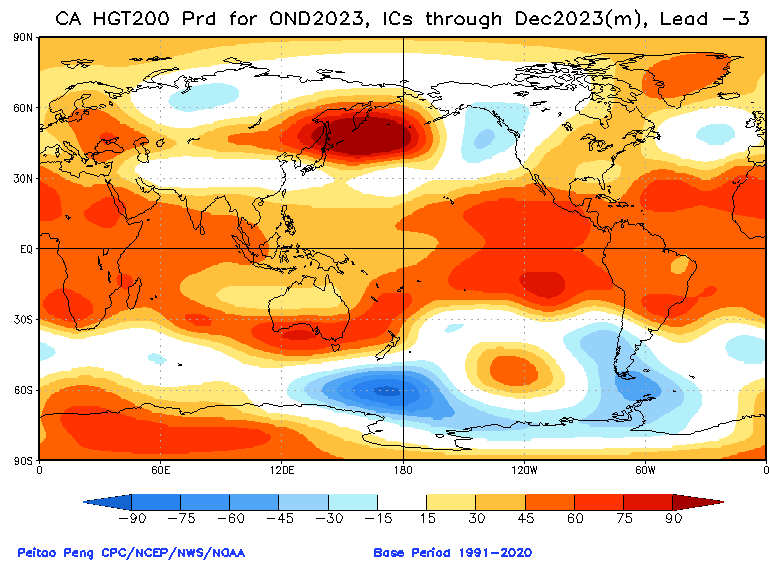 CA HGT200 Prd for OND2023, ICs through Dec2023(m), Lead −3
90N
60N
30N
EQ
30S
60S
90S
0 60E 120E 180 120W 60W 0
−90 −75 −60 −45 −30 −15 15 30 45 60 75 90
Peitao Peng CPC/NCEP/NWS/NOAA Base Period 1991−2020